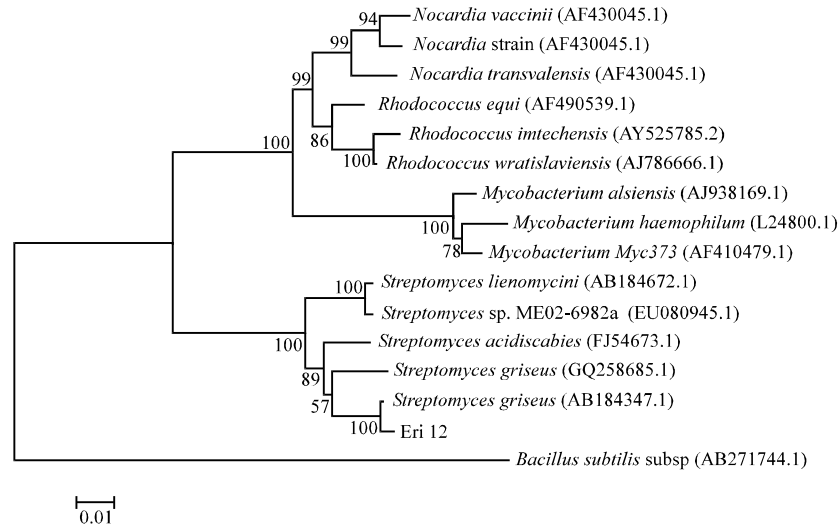 94
Nocardia vaccinii (AF430045.1)
Nocardia strain (AF430045.1)
99
Nocardia transvalensis (AF430045.1)
99
Rhodococcus equi (AF490539.1)
86
Rhodococcus imtechensis (AY525785.2)
100
100
Rhodococcus wratislaviensis (AJ786666.1)
Mycobacterium alsiensis (AJ938169.1)
100
Mycobacterium haemophilum (L24800.1)
78
Mycobacterium Myc373 (AF410479.1)
100
Streptomyces lienomycini (AB184672.1)
Streptomyces sp. ME02-6982a (EU080945.1)
100
Streptomyces acidiscabies (FJ54673.1)
89
Streptomyces griseus (GQ258685.1)
57
Streptomyces griseus (AB184347.1)
100
Eri 12
Bacillus subtilis subsp (AB271744.1)
0.01